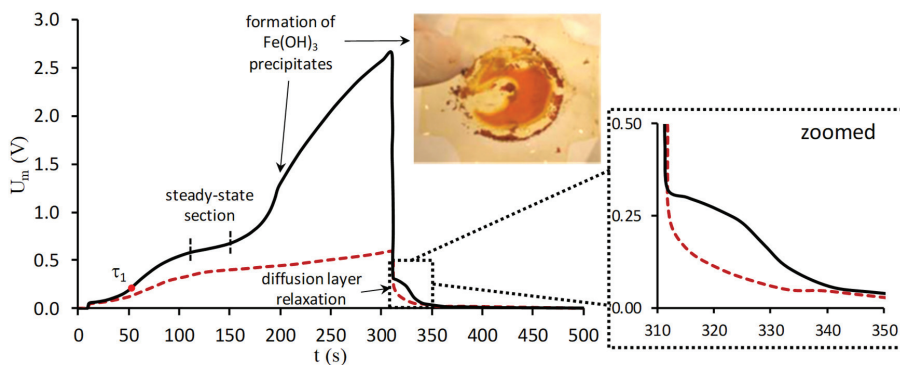 formation of
Fe(OH)3
precipitates
3.0
2.5
2.0
1.5
1.0
0.5
0.0
U_m (V)
steady-state
section
τ1
diffusion layer
relaxation
0 50 100 150 200 250 300 350 400 450 500
t (s)
zoomed
0.50
0.25
0.00
310 320 330 340 350